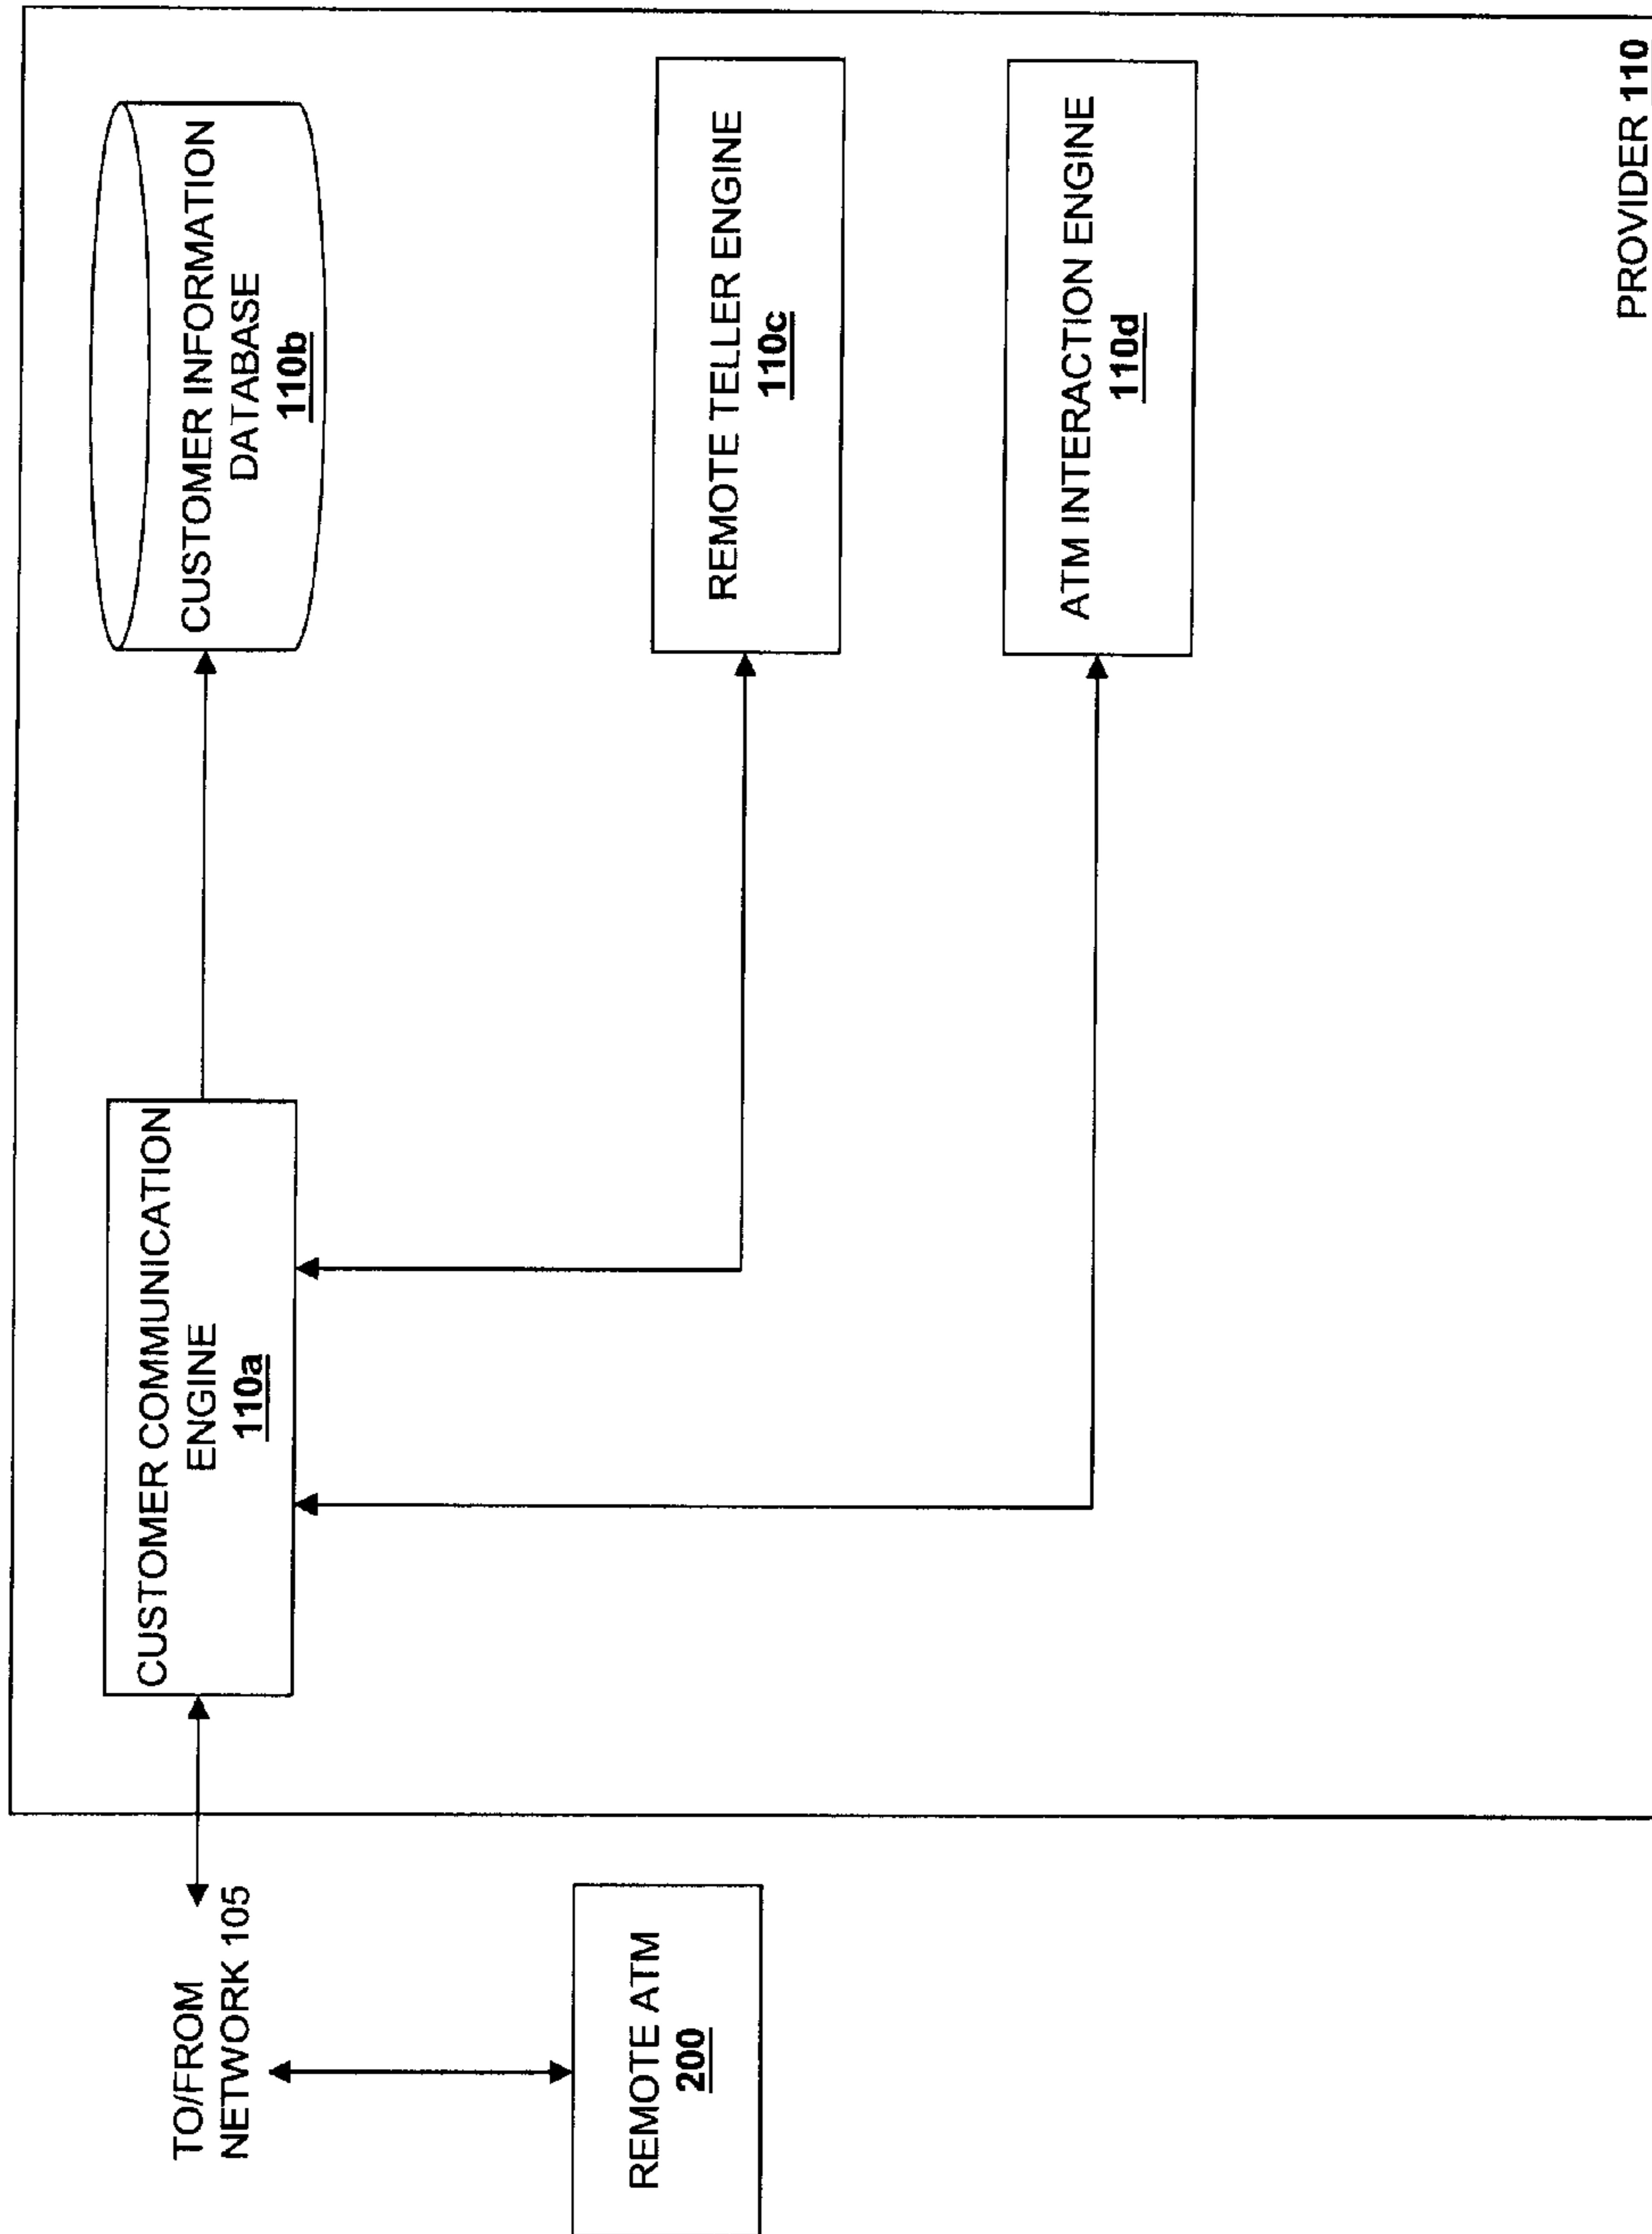 TO/FROM
NETWORK 105
REMOTE ATM
200
CUSTOMER COMMUNICATION
ENGINE
110a
CUSTOMER INFORMATION
DATABASE
110b
REMOTE TELLER ENGINE
110c
ATM INTERACTION ENGINE
110d
PROVIDER 110